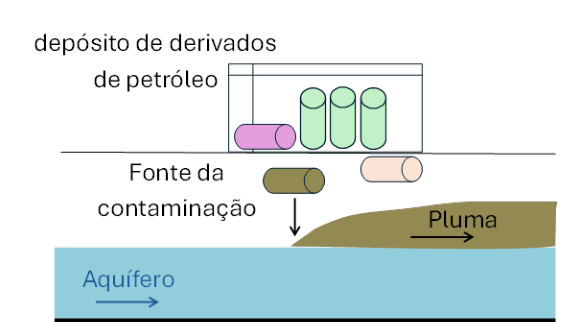 depósito de derivados
de petróleo
Fonte da
contaminação
Pluma
Aquífero